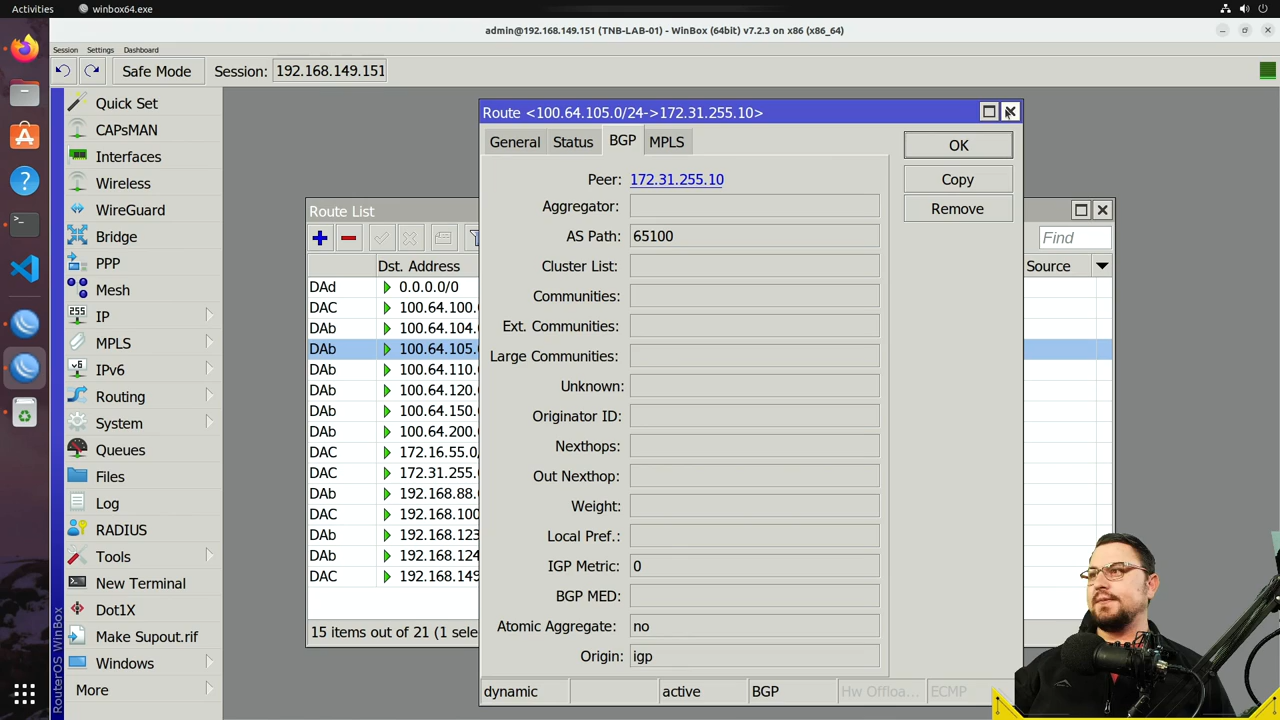 Activities
winbox64.exe
admin@192.168.149.151 (TNB-LAB-01) - WinBox (64bit) v7.2.3 on x86 (x86_64)
Session Settings Dashboard
Safe Mode Session: 192.168.149.151
Quick Set
CAPsMAN
Interfaces
Wireless
WireGuard
Bridge
PPP
Mesh
IP
MPLS
IPv6
Routing
System
Queues
Files
Log
RADIUS
Tools
New Terminal
Dot1X
Make Supout.rif
Windows
More
RouterOS WinBox
Route List
Find
Dst. Address
Source
DAd 0.0.0.0/0
DAC 100.64.100.
DAb 100.64.104.
DAb 100.64.105.
DAb 100.64.110.
DAb 100.64.120.
DAb 100.64.150.
DAb 100.64.200.
DAC 172.16.55.0/
DAC 172.31.255.
DAb 192.168.88.
DAC 192.168.100
DAb 192.168.123
DAb 192.168.124
DAC 192.168.149
15 items out of 21 (1 sele
Route <100.64.105.0/24->172.31.255.10>
General Status BGP MPLS
OK
Copy
Remove
Peer: 172.31.255.10
Aggregator:
AS Path: 65100
Cluster List:
Communities:
Ext. Communities:
Large Communities:
Unknown:
Originator ID:
Nexthops:
Out Nexthop:
Weight:
Local Pref.:
IGP Metric: 0
BGP MED:
Atomic Aggregate: no
Origin: igp
dynamic active BGP Hw Offloa... ECMP